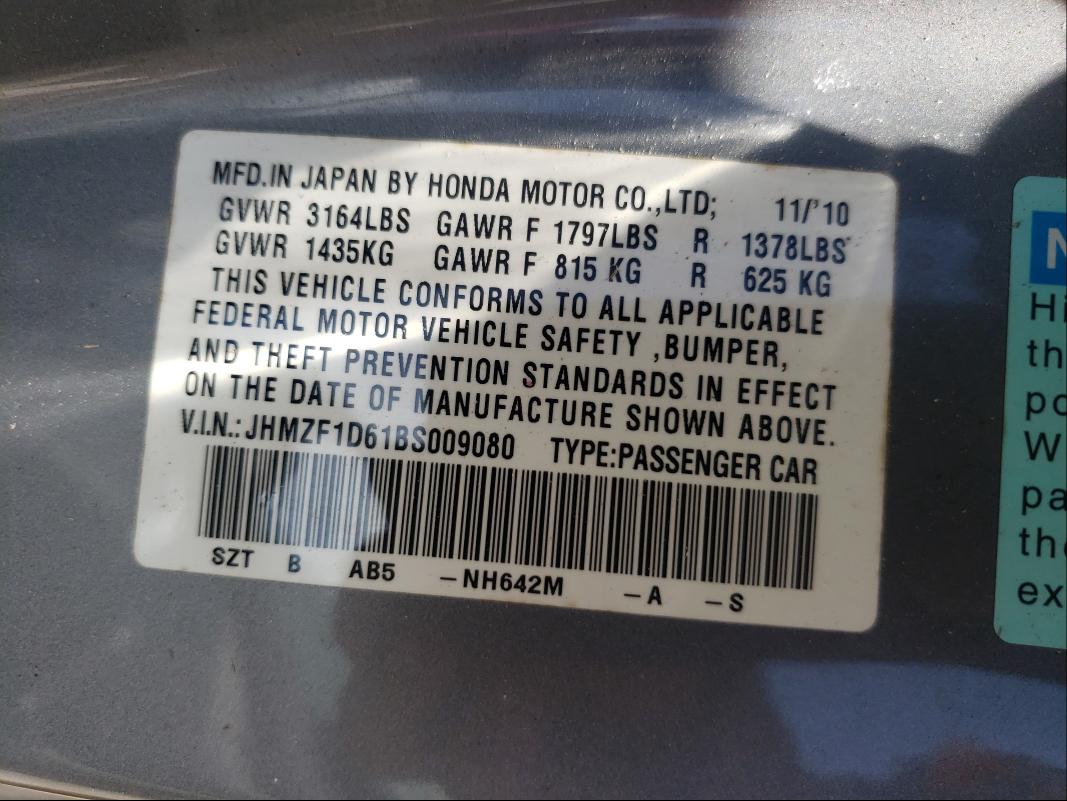 MFD.IN JAPAN BY HONDA MOTOR CO.,LTD; 11/'10
GVWR 3164LBS GAWR F 1797LBS R 1378LBS
GVWR 1435KG GAWR F 815 KG R 625 KG
THIS VEHICLE CONFORMS TO ALL APPLICABLE
FEDERAL MOTOR VEHICLE SAFETY ,BUMPER,
AND THEFT PREVENTION STANDARDS IN EFFECT
ON THE DATE OF MANUFACTURE SHOWN ABOVE.
V.I.N.: JHMZF1D61BS009080 TYPE:PASSENGER CAR
SZT B AB5 -NH642M -A -S